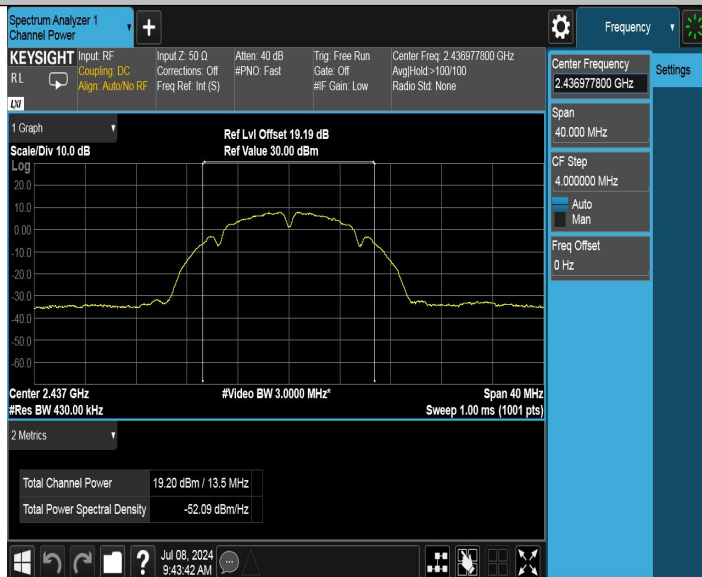 Spectrum Analyzer 1
Channel Power
+
Frequency
KEYSIGHT
RL
LXI
Input: RF
Coupling: DC
Align: Auto/No RF
Input Z: 50 Ω
Corrections: Off
Freq Ref: Int (S)
Atten: 40 dB
#PNO: Fast
Trig: Free Run
Gate: Off
#IF Gain: Low
Center Freq: 2.436977800 GHz
Avg|Hold:>100/100
Radio Std: None
Center Frequency
2.436977800 GHz
Settings
Span
40.000 MHz
CF Step
4.000000 MHz
Auto
Man
Freq Offset
0 Hz
1 Graph
Scale/Div 10.0 dB
Ref Lvl Offset 19.19 dB
Ref Value 30.00 dBm
Log
20.0
10.0
0.00
-10.0
-20.0
-30.0
-40.0
-50.0
-60.0
Center 2.437 GHz
#Video BW 3.0000 MHz*
Span 40 MHz
#Res BW 430.00 kHz
Sweep 1.00 ms (1001 pts)
2 Metrics
Total Channel Power 19.20 dBm / 13.5 MHz
Total Power Spectral Density -52.09 dBm/Hz
?
Jul 08, 2024
9:43:42 AM